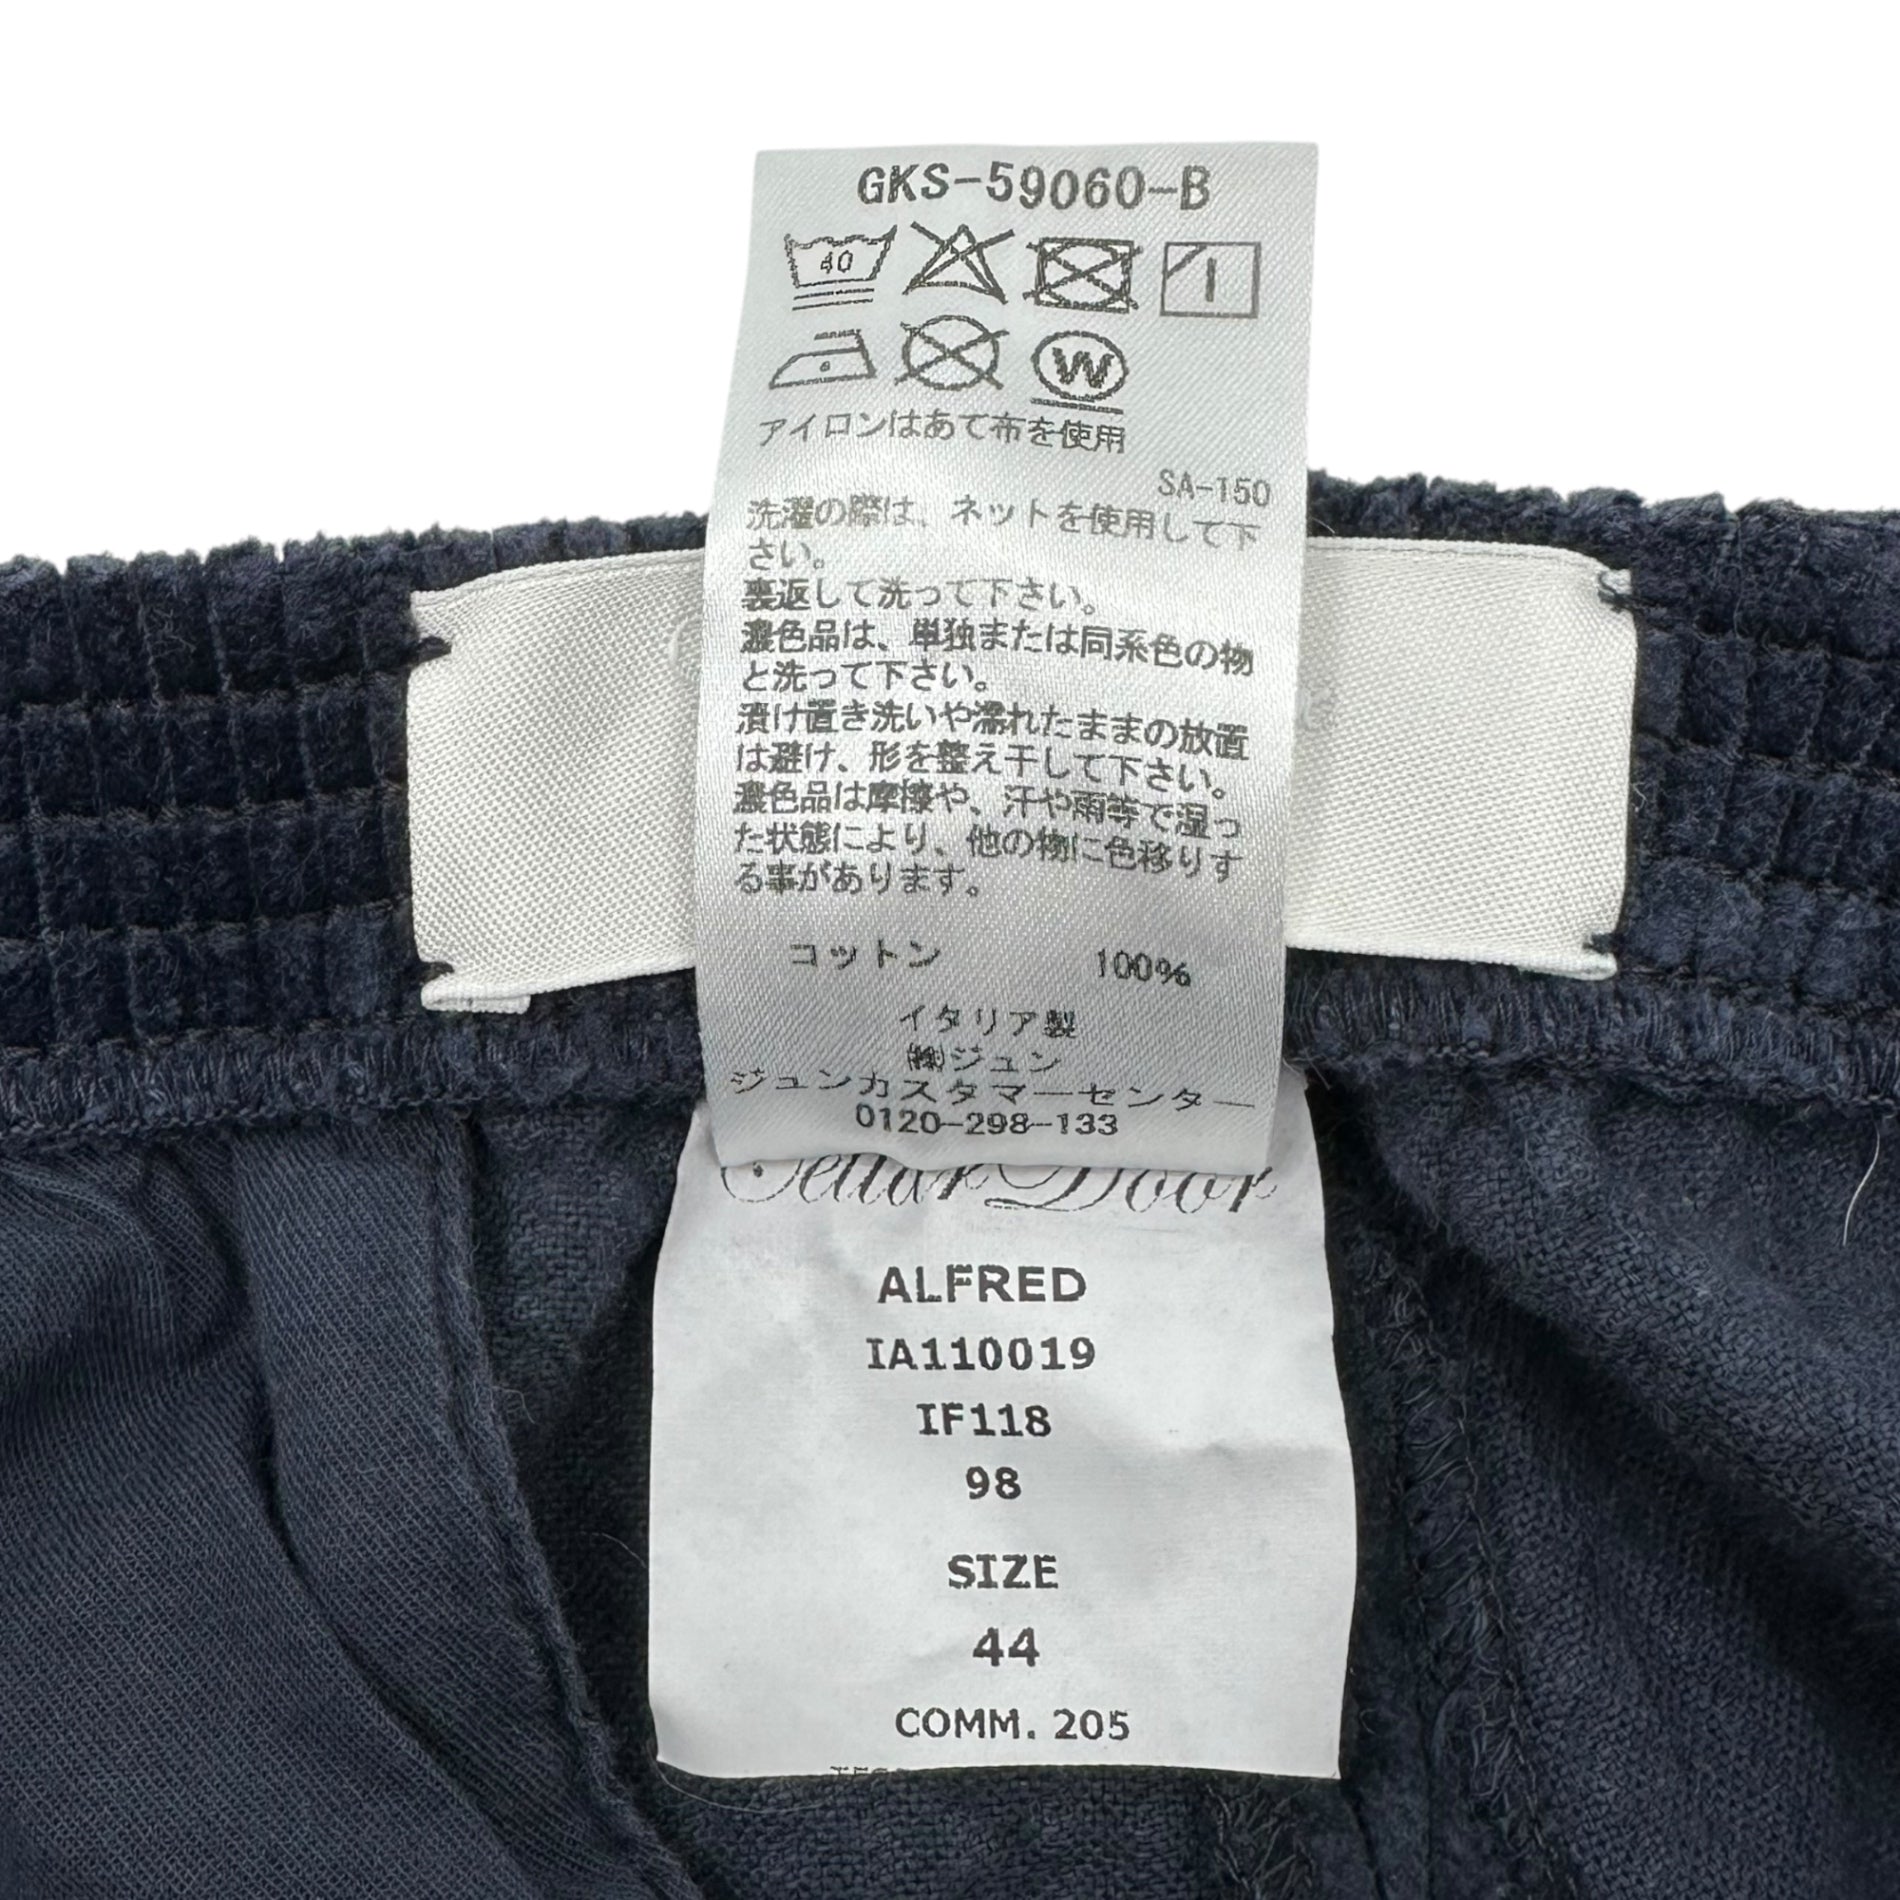 GKS-59060-B
40
W
アイロンはあて布を使用
SA-150
洗濯の際は、ネットを使用して下
さい。
裏返して洗って下さい。
濃色品は、単独または同系色の物
と洗って下さい。
漬け置き洗いや濡れたままの放置
は避け、形を整え干して下さい。
濃色品は摩擦や、汗や雨等で湿っ
た状態により、他の物に色移りす
る事があります。
コットン 100%
イタリア製
㈱ジュン
ジュンカスタマーセンター
0120-298-133
Cellar Door
ALFRED
IA110019
IF118
98
SIZE
44
COMM. 205